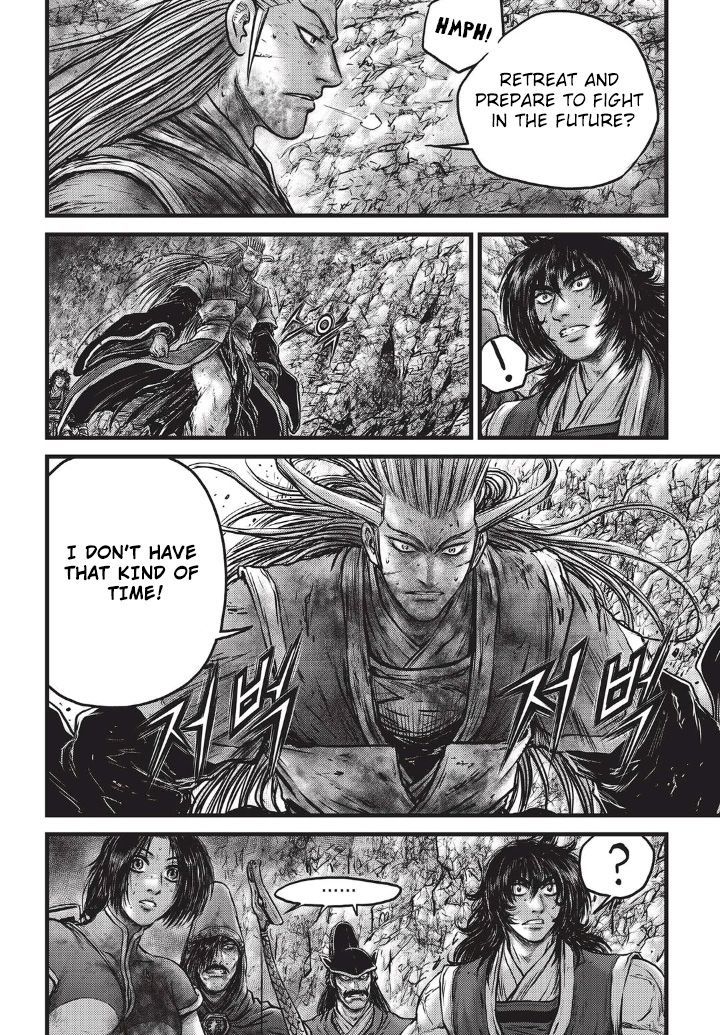 HMPH!
RETREAT AND
PREPARE TO FIGHT
IN THE FUTURE?
척
!
I DON'T HAVE
THAT KIND OF
TIME!
저벅
저벅
......
?